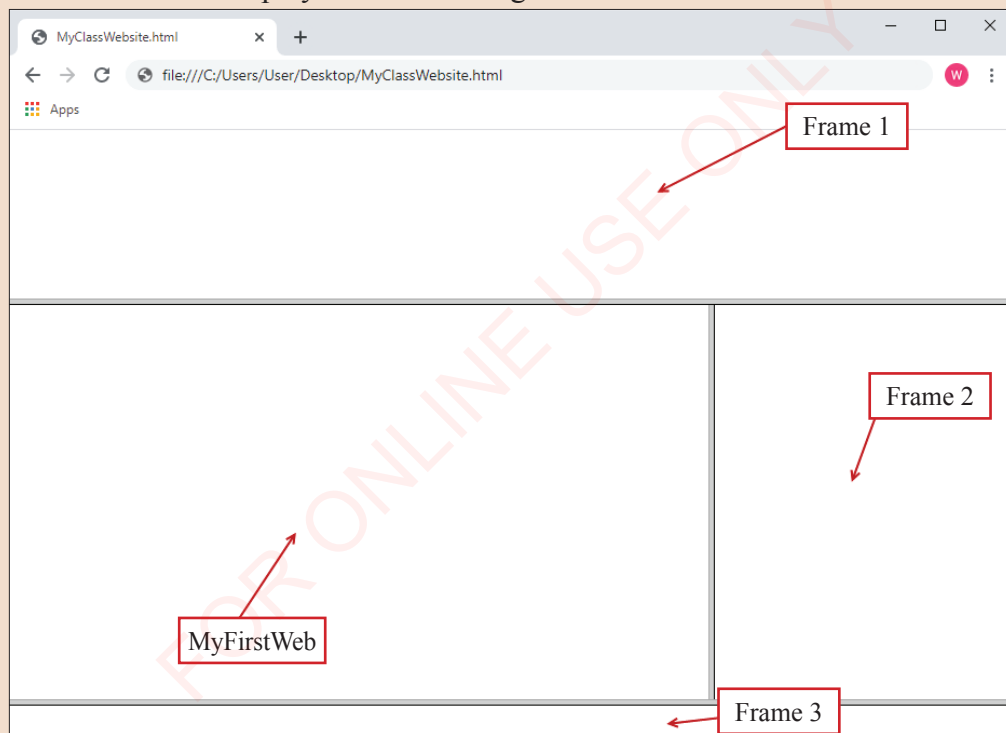 MyClassWebsite.html
file:///C:/Users/User/Desktop/MyClassWebsite.html
W
Apps
Frame 1
Frame 2
MyFirstWeb
Frame 3
FOR ONLINE USE ONLY